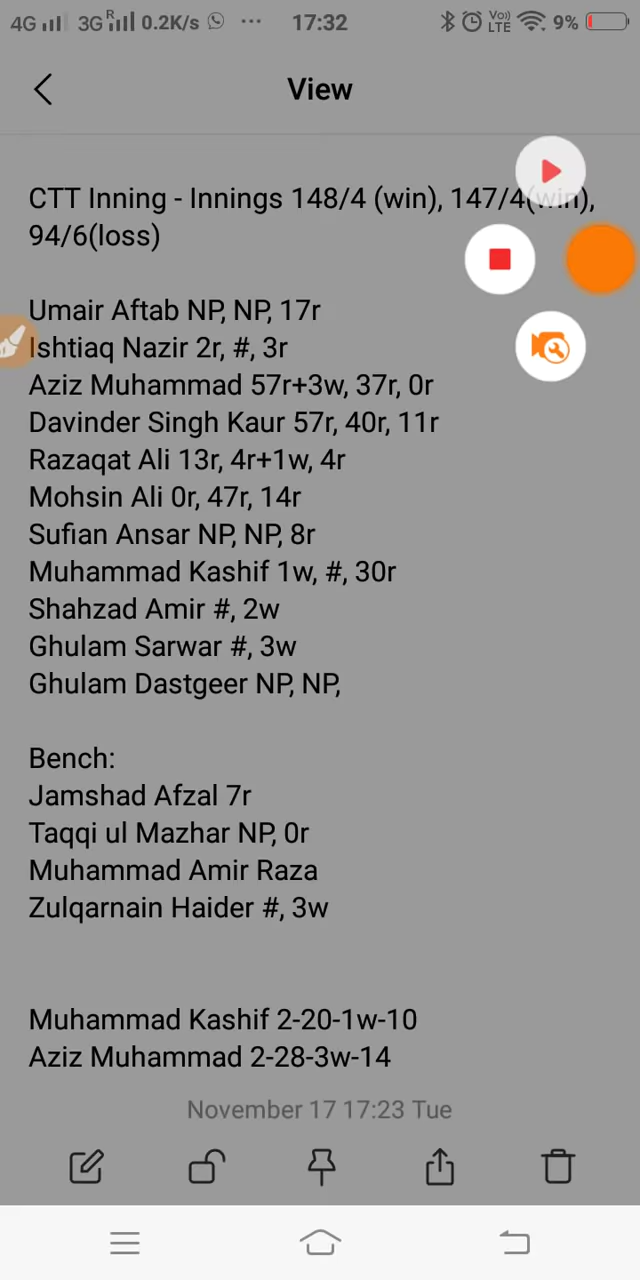 4G 3G R 0.2K/s ... 17:32 Vo) LTE 9%
View
CTT Inning - Innings 148/4 (win), 147/4(win),
94/6(loss)
Umair Aftab NP, NP, 17r
Ishtiaq Nazir 2r, #, 3r
Aziz Muhammad 57r+3w, 37r, 0r
Davinder Singh Kaur 57r, 40r, 11r
Razaqat Ali 13r, 4r+1w, 4r
Mohsin Ali 0r, 47r, 14r
Sufian Ansar NP, NP, 8r
Muhammad Kashif 1w, #, 30r
Shahzad Amir #, 2w
Ghulam Sarwar #, 3w
Ghulam Dastgeer NP, NP,
Bench:
Jamshad Afzal 7r
Taqqi ul Mazhar NP, 0r
Muhammad Amir Raza
Zulqarnain Haider #, 3w
Muhammad Kashif 2-20-1w-10
Aziz Muhammad 2-28-3w-14
November 17 17:23 Tue